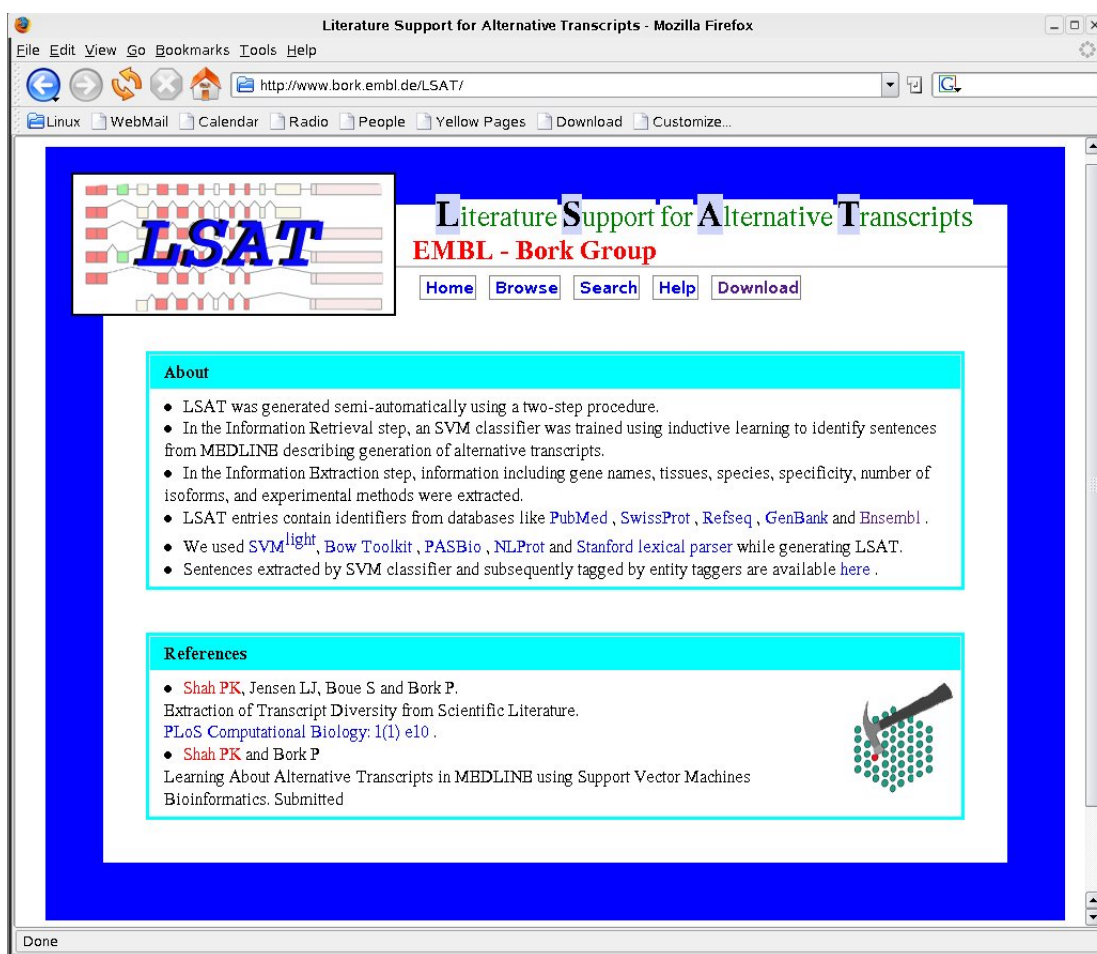 Literature Support for Alternative Transcripts - Mozilla Firefox
File Edit View Go Bookmarks Tools Help
http://www.bork.embl.de/LSAT/
G
Linux WebMail Calendar Radio People Yellow Pages Download Customize...
LSAT
Literature Support for Alternative Transcripts
EMBL - Bork Group
Home Browse Search Help Download
About
• LSAT was generated semi-automatically using a two-step procedure.
• In the Information Retrieval step, an SVM classifier was trained using inductive learning to identify sentences
from MEDLINE describing generation of alternative transcripts.
• In the Information Extraction step, information including gene names, tissues, species, specificity, number of
isoforms, and experimental methods were extracted.
• LSAT entries contain identifiers from databases like PubMed , SwissProt , Refseq , GenBank and Ensembl .
• We used SVMlight, Bow Toolkit , PASBio , NLProt and Stanford lexical parser while generating LSAT.
• Sentences extracted by SVM classifier and subsequently tagged by entity taggers are available here .
References
• Shah PK, Jensen LJ, Boue S and Bork P.
Extraction of Transcript Diversity from Scientific Literature.
PLoS Computational Biology: 1(1) e10 .
• Shah PK and Bork P
Learning About Alternative Transcripts in MEDLINE using Support Vector Machines
Bioinformatics. Submitted
Done